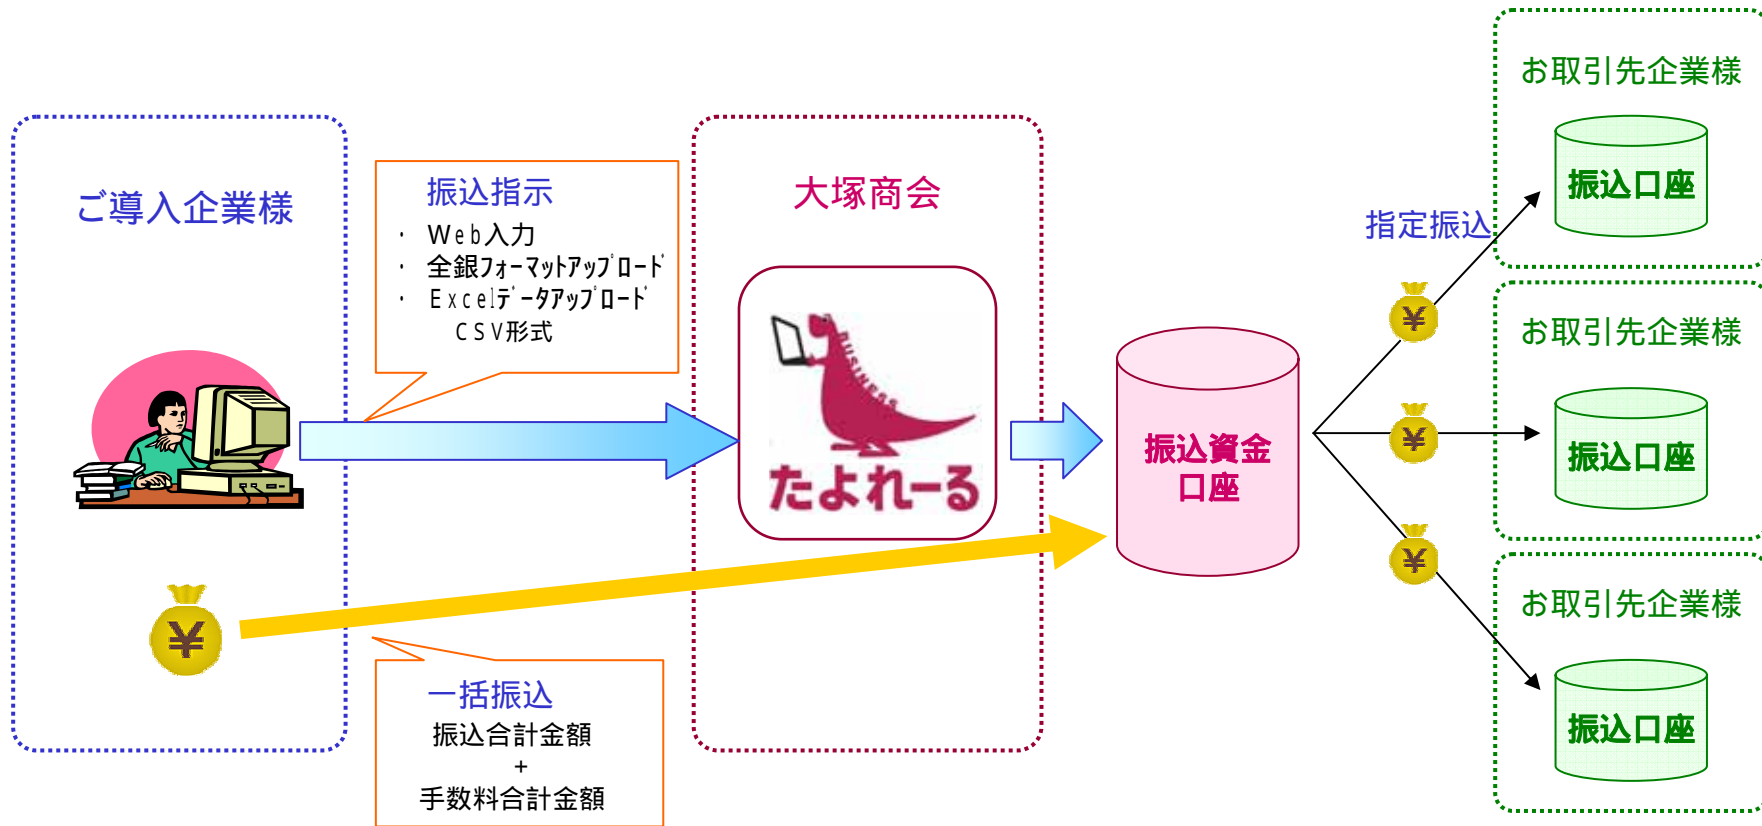 ご導入企業様
振込指示
・ Web入力
・ 全銀フォーマットアップロード
・ Excelデータアップロード
CSV形式
一括振込
振込合計金額
+
手数料合計金額
¥
大塚商会
BUSINESS
たよれーる
振込資金
口座
指定振込
¥
¥
¥
お取引先企業様
振込口座
お取引先企業様
振込口座
お取引先企業様
振込口座